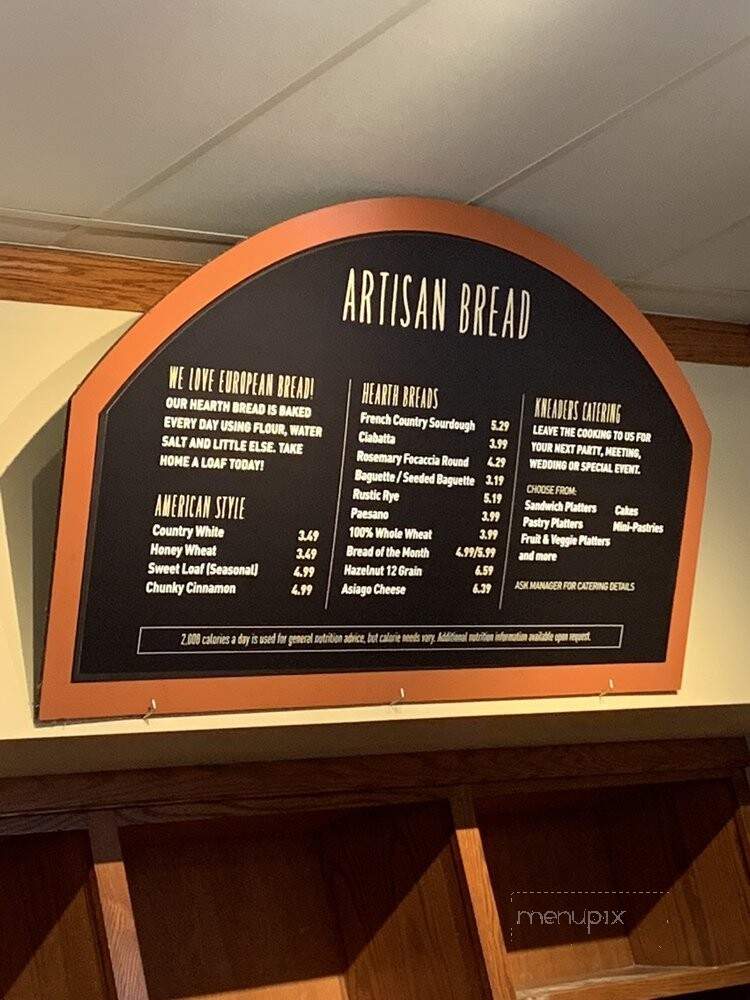 ARTISAN BREAD
WE LOVE EUROPEAN BREAD!
OUR HEARTH BREAD IS BAKED
EVERY DAY USING FLOUR, WATER
SALT AND LITTLE ELSE. TAKE
HOME A LOAF TODAY!
AMERICAN STYLE
Country White 3.49
Honey Wheat 3.49
Sweet Loaf (Seasonal) 4.99
Chunky Cinnamon 4.99
HEARTH BREADS
French Country Sourdough 5.29
Ciabatta 3.99
Rosemary Focaccia Round 4.29
Baguette / Seeded Baguette 3.19
Rustic Rye 5.19
Paesano 3.99
100% Whole Wheat 3.99
Bread of the Month 4.99/5.99
Hazelnut 12 Grain 6.59
Asiago Cheese 6.39
KNEADERS CATERING
LEAVE THE COOKING TO US FOR
YOUR NEXT PARTY, MEETING,
WEDDING OR SPECIAL EVENT.
CHOOSE FROM:
Sandwich Platters Cakes
Pastry Platters Mini-Pastries
Fruit & Veggie Platters
and more
ASK MANAGER FOR CATERING DETAILS
2,000 calories a day is used for general nutrition advice, but calorie needs vary. Additional nutrition information available upon request.
menupix